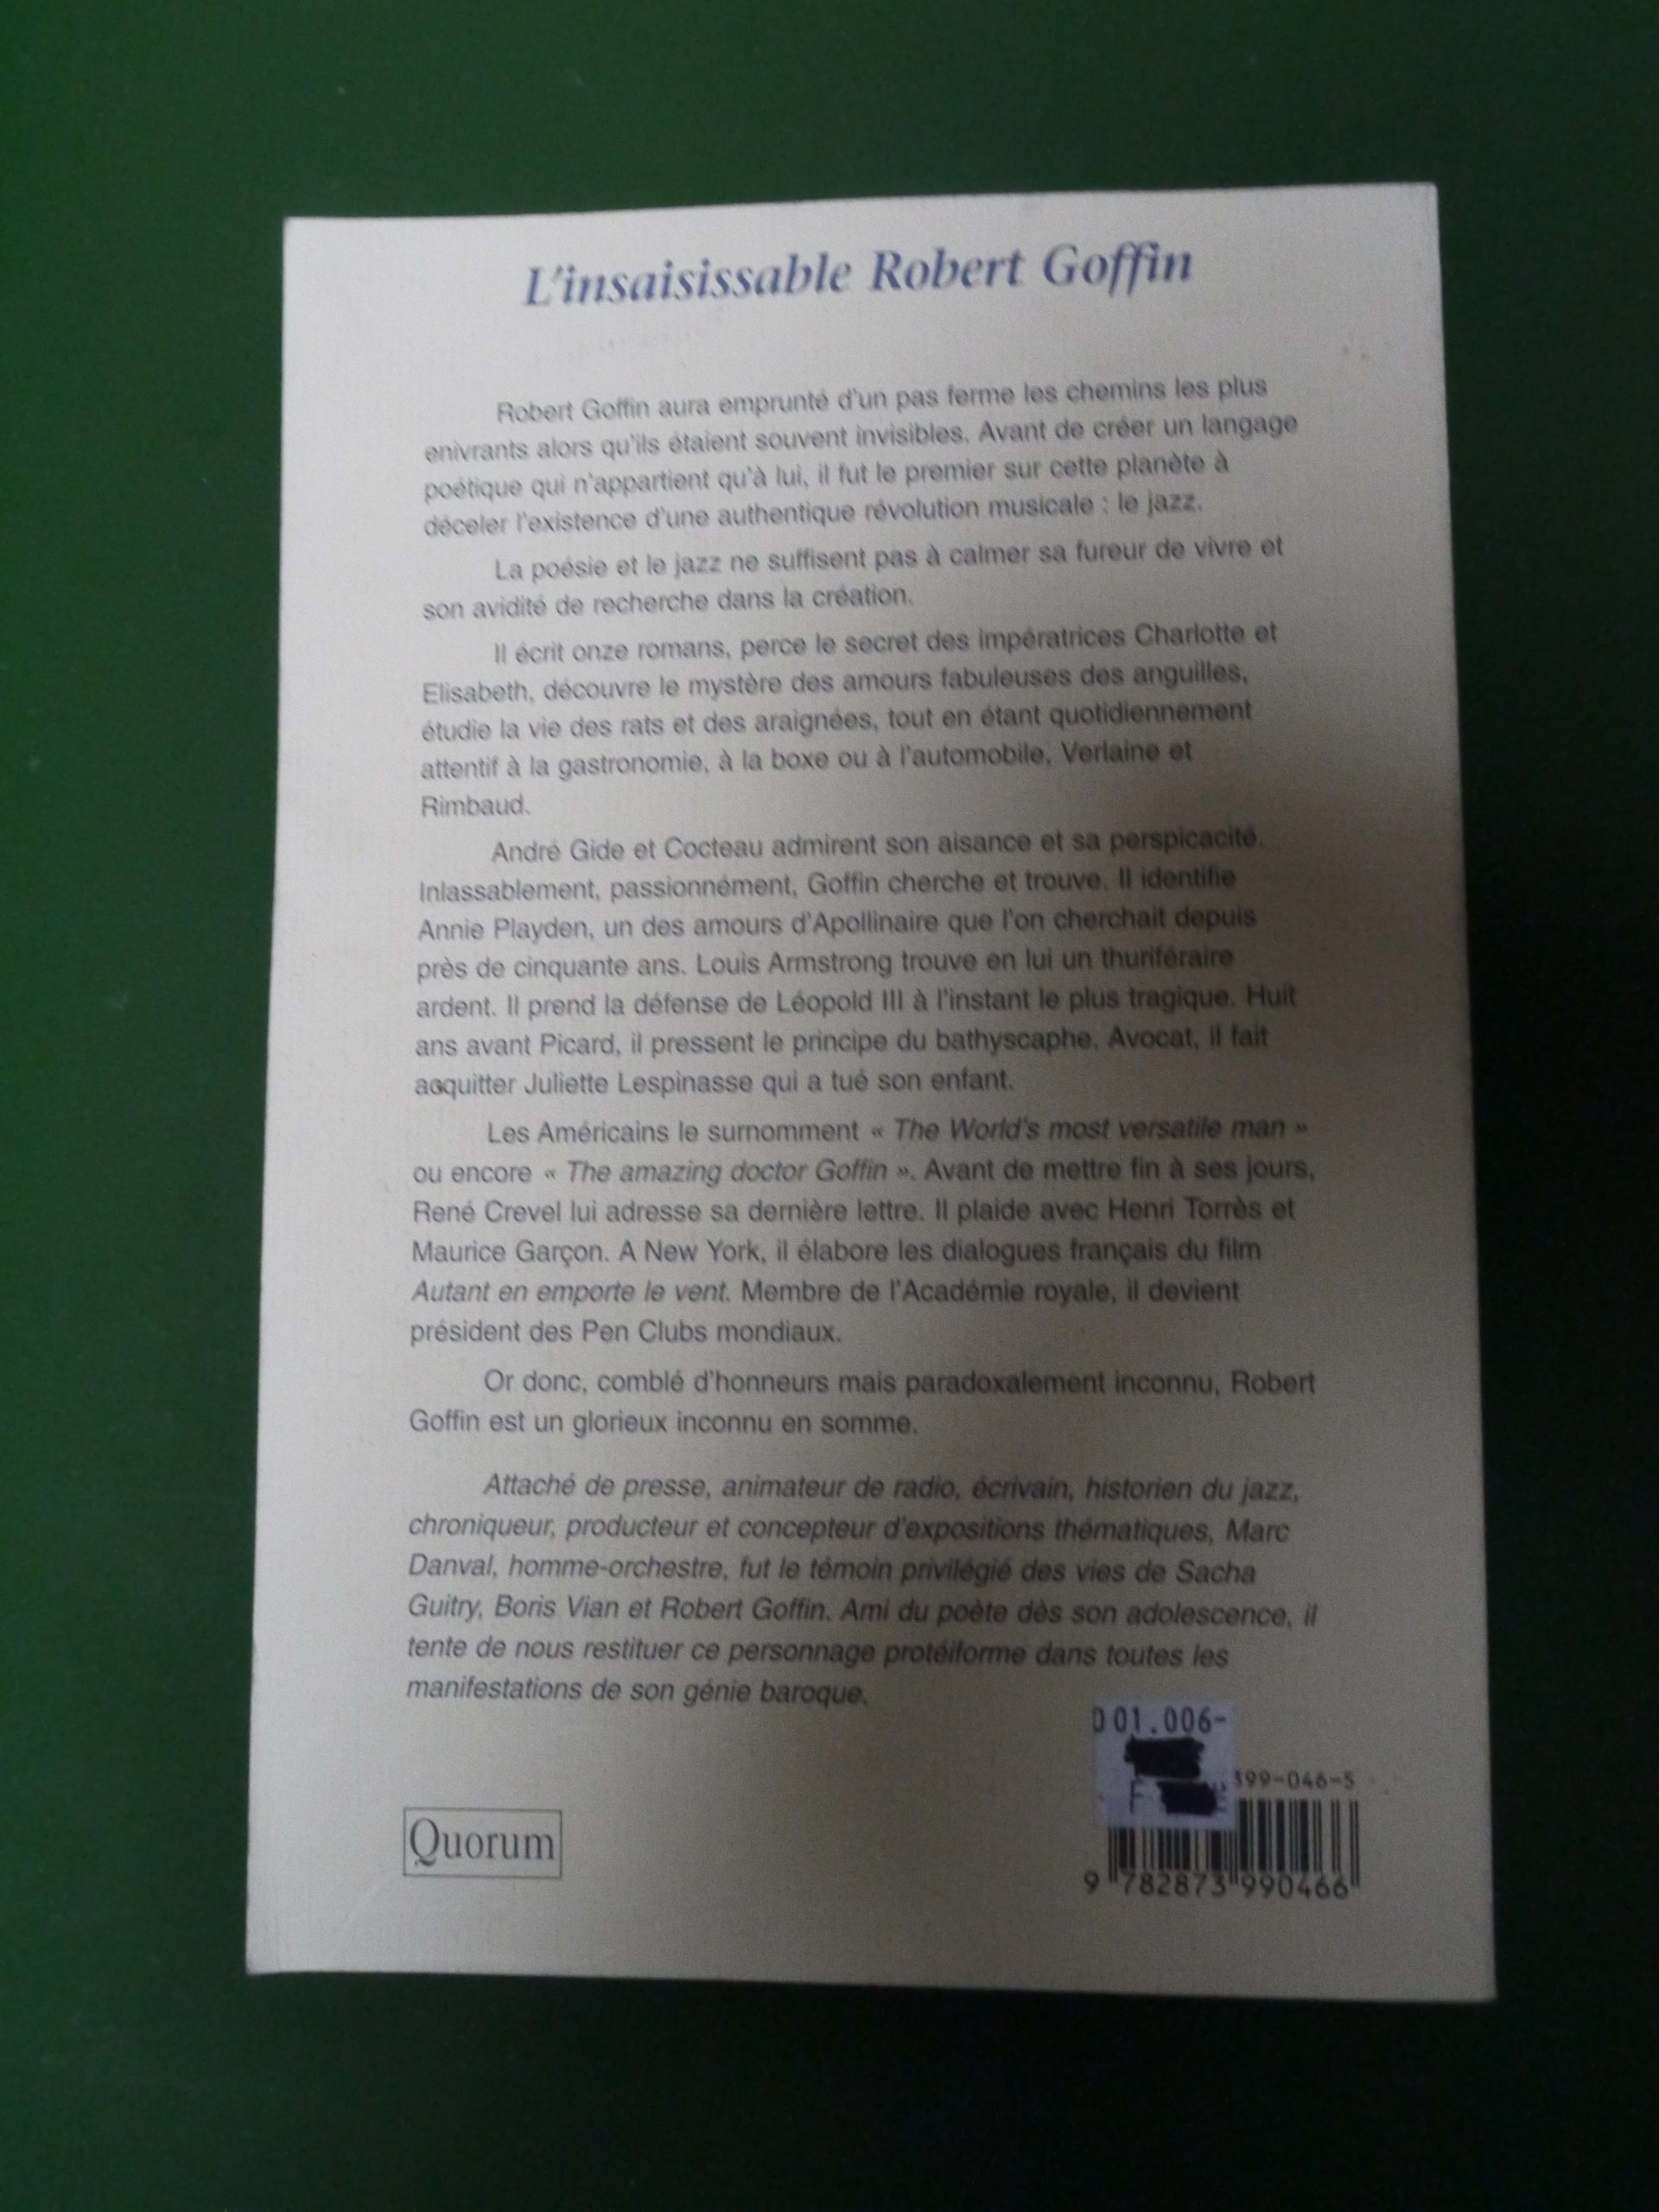 L'insaisissable Robert Goffin
Robert Goffin aura emprunté d'un pas ferme les chemins les plus
enivrants alors qu'ils étaient souvent invisibles. Avant de créer un langage
poétique qui n'appartient qu'à lui, il fut le premier sur cette planète à
déceler l'existence d'une authentique révolution musicale : le jazz.
La poésie et le jazz ne suffisent pas à calmer sa fureur de vivre et
son avidité de recherche dans la création.
Il écrit onze romans, perce le secret des impératrices Charlotte et
Elisabeth, découvre le mystère des amours fabuleuses des anguilles,
étudie la vie des rats et des araignées, tout en étant quotidiennement
attentif à la gastronomie, à la boxe ou à l'automobile, Verlaine et
Rimbaud.
André Gide et Cocteau admirent son aisance et sa perspicacité.
Inlassablement, passionnément, Goffin cherche et trouve. Il identifie
Annie Playden, un des amours d'Apollinaire que l'on cherchait depuis
près de cinquante ans. Louis Armstrong trouve en lui un thuriféraire
ardent. Il prend la défense de Léopold III à l'instant le plus tragique. Huit
ans avant Picard, il pressent le principe du bathyscaphe. Avocat, il fait
acquitter Juliette Lespinasse qui a tué son enfant.
Les Américains le surnomment « The World's most versatile man »
ou encore « The amazing doctor Goffin ». Avant de mettre fin à ses jours,
René Crevel lui adresse sa dernière lettre. Il plaide avec Henri Torrès et
Maurice Garçon. A New York, il élabore les dialogues français du film
Autant en emporte le vent. Membre de l'Académie royale, il devient
président des Pen Clubs mondiaux.
Or donc, comblé d'honneurs mais paradoxalement inconnu, Robert
Goffin est un glorieux inconnu en somme.
Attaché de presse, animateur de radio, écrivain, historien du jazz,
chroniqueur, producteur et concepteur d'expositions thématiques, Marc
Danval, homme-orchestre, fut le témoin privilégié des vies de Sacha
Guitry, Boris Vian et Robert Goffin. Ami du poète dès son adolescence, il
tente de nous restituer ce personnage protéiforme dans toutes les
manifestations de son génie baroque.
01.006-
F
399-046-5
Quorum
9 782873 990466